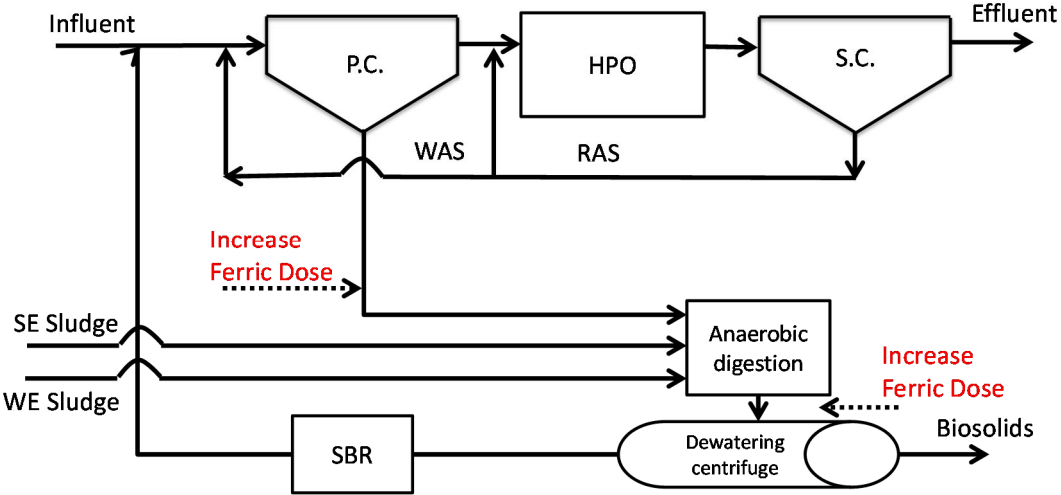 Influent
P.C.
HPO
S.C.
Effluent
WAS
RAS
Increase
Ferric Dose
SE Sludge
WE Sludge
Anaerobic
digestion
Increase
Ferric Dose
SBR
Dewatering
centrifuge
Biosolids